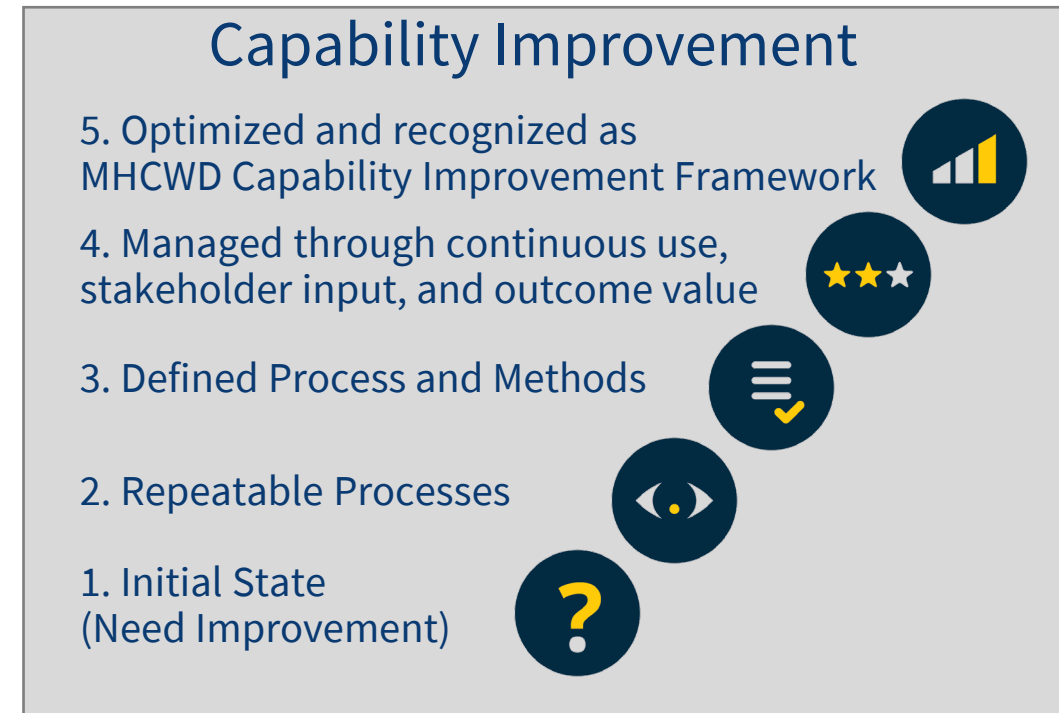 Capability Improvement
5. Optimized and recognized as
MHCWD Capability Improvement Framework
4. Managed through continuous use,
stakeholder input, and outcome value
3. Defined Process and Methods
2. Repeatable Processes
1. Initial State
(Need Improvement)
?